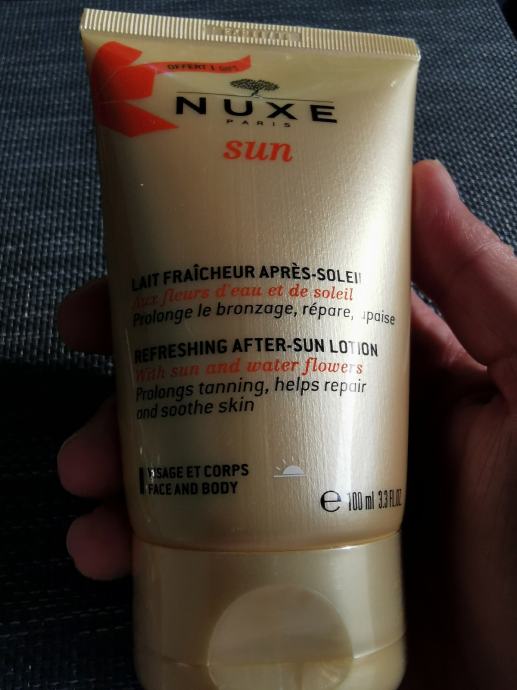 OFFERT | GIFT
NUXE
PARIS
sun
LAIT FRAÎCHEUR APRÈS-SOLEIL
Aux fleurs d'eau et de soleil
Prolonge le bronzage, répare, apaise
REFRESHING AFTER-SUN LOTION
With sun and water flowers
Prolongs tanning, helps repair
and soothe skin
VISAGE ET CORPS
FACE AND BODY
℮ 100 ml 3.3 FL.OZ